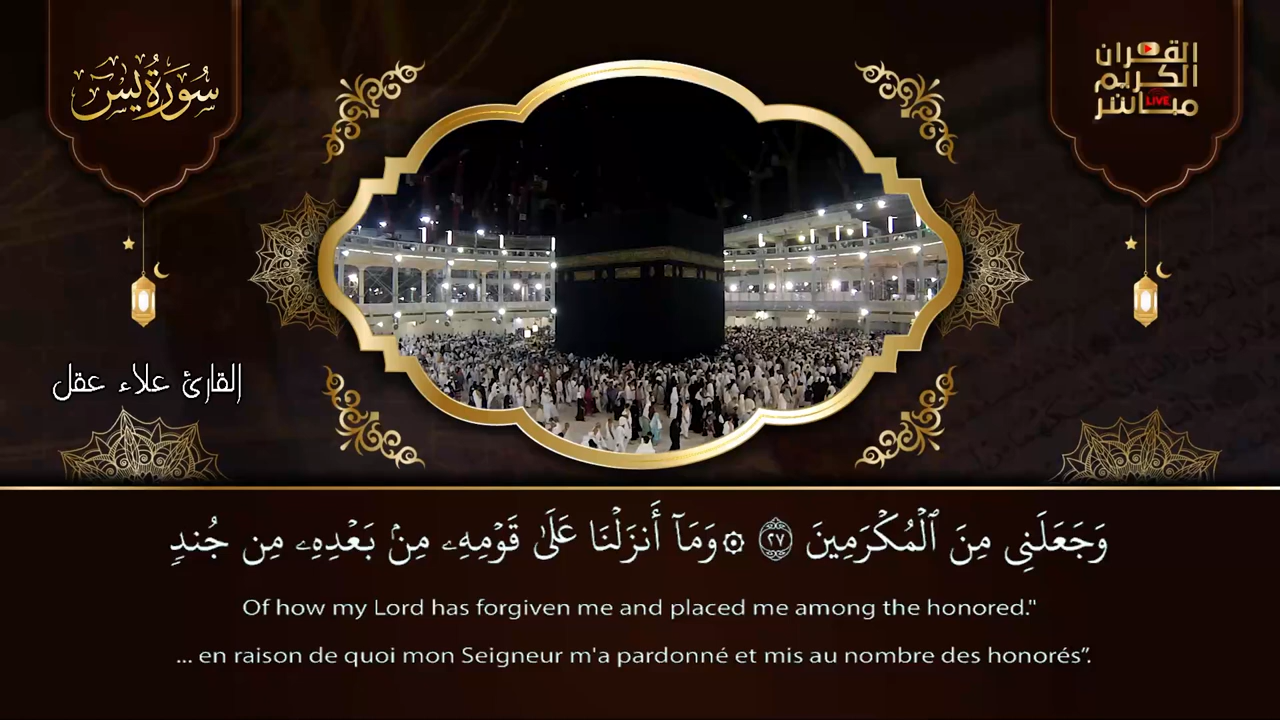 سُورَةُ يسٓ
القرآن
الكريم
مباشر
LIVE
القارئ علاء عقل
وَجَعَلَنِى مِنَ ٱلْمُكْرَمِينَ ٢٧ ۞ وَمَآ أَنزَلْنَا عَلَىٰ قَوْمِهِۦ مِنۢ بَعْدِهِۦ مِن جُندٍ
Of how my Lord has forgiven me and placed me among the honored."
... en raison de quoi mon Seigneur m'a pardonné et mis au nombre des honorés”.